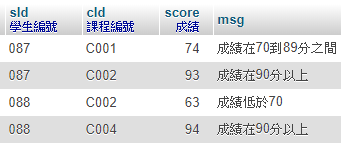 sId cId score msg
學生編號 課程編號 成績
087 C001 74 成績在70到89分之間
087 C002 93 成績在90分以上
088 C002 63 成績低於70
088 C004 94 成績在90分以上